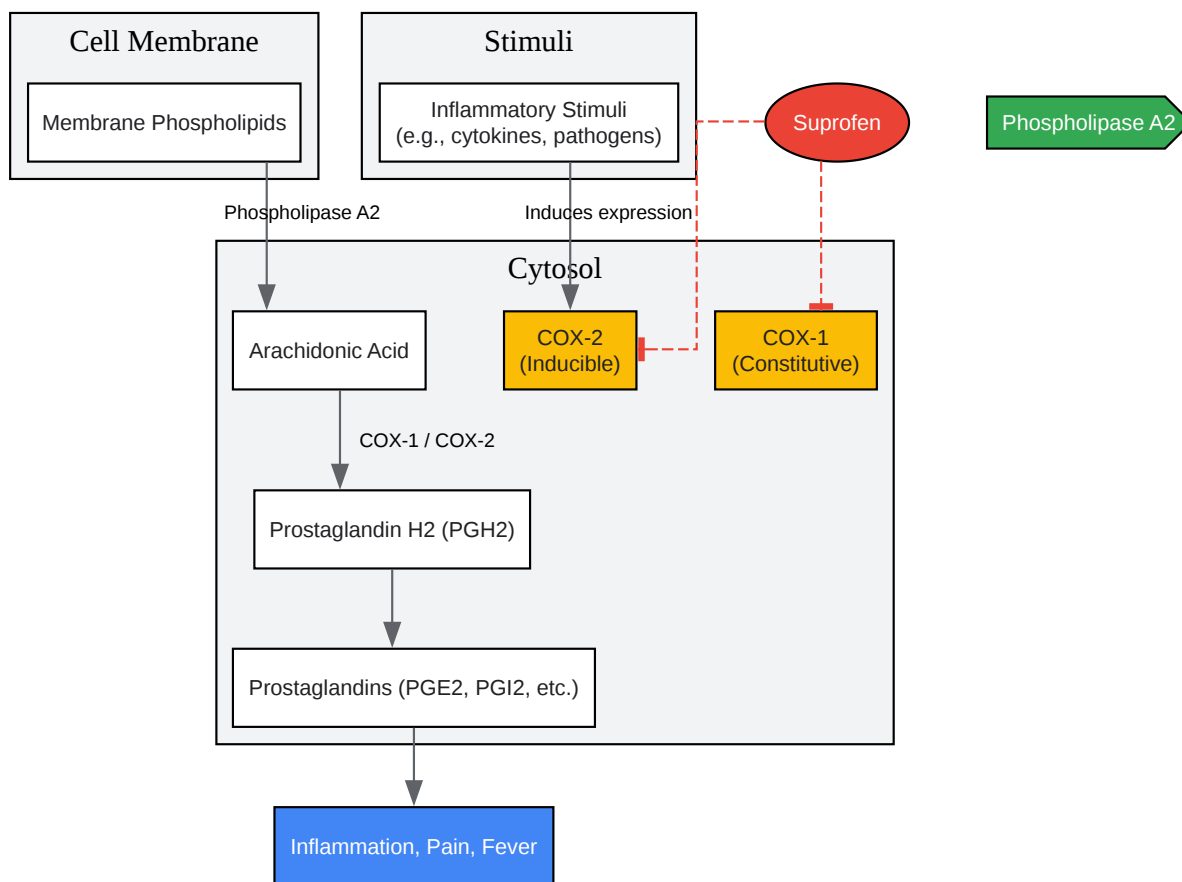 Cell Membrane
Stimuli
Membrane Phospholipids
Inflammatory Stimuli
(e.g., cytokines, pathogens)
Suprofen
Phospholipase A2
Phospholipase A2
Induces expression
Cytosol
Arachidonic Acid
COX-2
(Inducible)
COX-1
(Constitutive)
COX-1 / COX-2
Prostaglandin H2 (PGH2)
Prostaglandins (PGE2, PGI2, etc.)
Inflammation, Pain, Fever